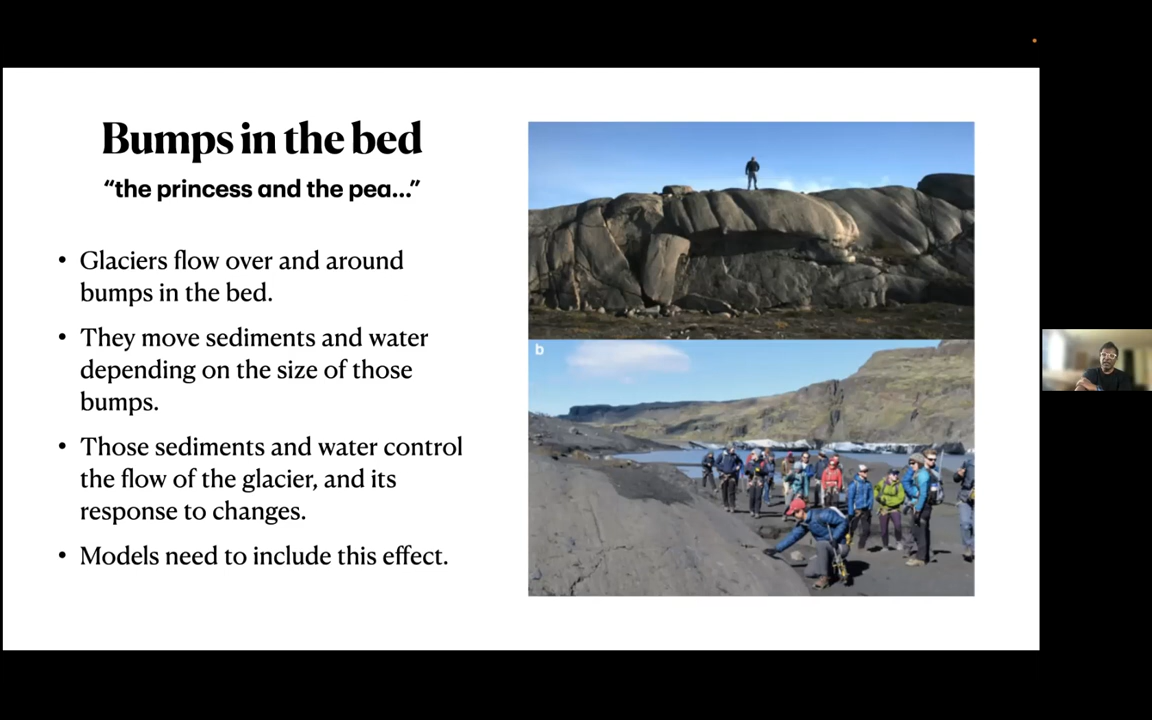 Bumps in the bed
“the princess and the pea...”
• Glaciers flow over and around
bumps in the bed.
• They move sediments and water
depending on the size of those
bumps.
• Those sediments and water control
the flow of the glacier, and its
response to changes.
• Models need to include this effect.
b